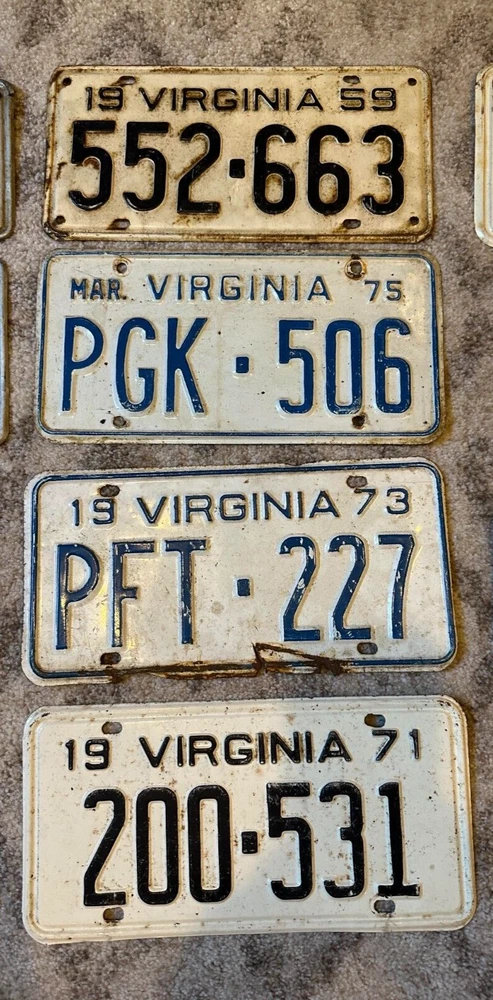 19 VIRGINIA 59
552·663
MAR. VIRGINIA 75
PGK·506
19 VIRGINIA 73
PFT·227
19 VIRGINIA 71
200·531